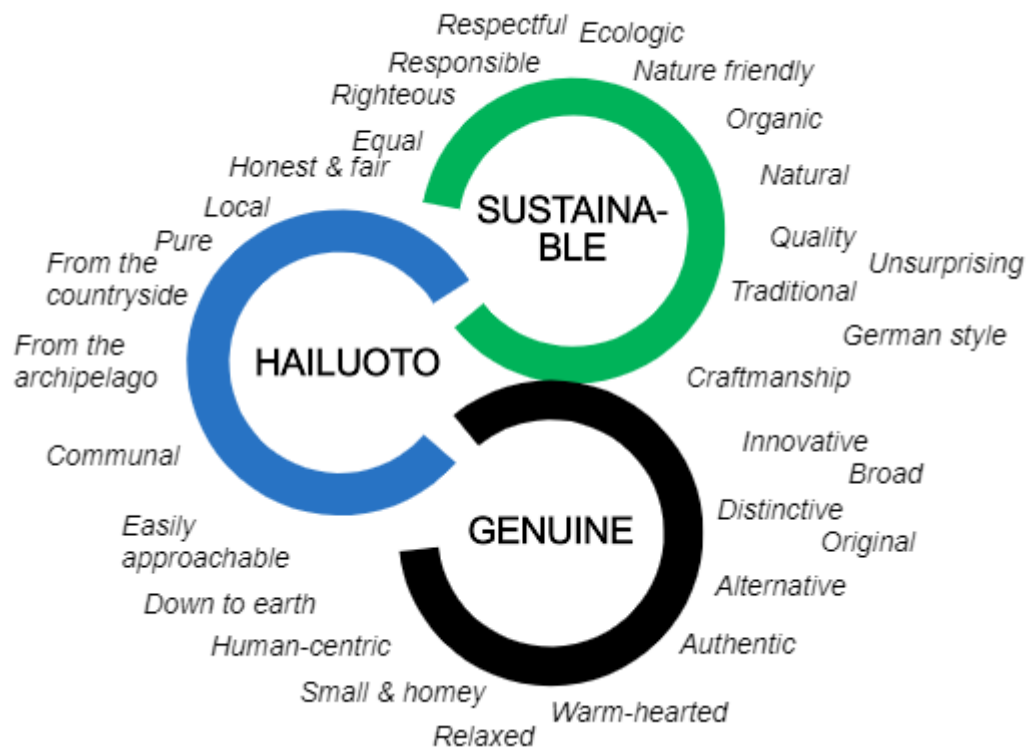 Respectful
Ecologic
Responsible
Nature friendly
Righteous
Organic
Equal
Honest & fair
Natural
Local
SUSTAINA-
BLE
Pure
Quality
From the
countryside
Unsurprising
Traditional
From the
archipelago
HAILUOTO
German style
Craftmanship
Communal
Innovative
Broad
Easily
approachable
GENUINE
Distinctive
Original
Down to earth
Alternative
Human-centric
Authentic
Small & homey
Warm-hearted
Relaxed